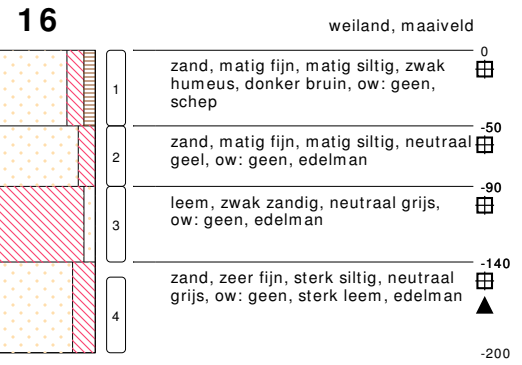 16
weiland, maaiveld
0
1
zand, matig fijn, matig siltig, zwak
humeus, donker bruin, ow: geen,
schep
-50
2
zand, matig fijn, matig siltig, neutraal
geel, ow: geen, edelman
-90
3
leem, zwak zandig, neutraal grijs,
ow: geen, edelman
-140
4
zand, zeer fijn, sterk siltig, neutraal
grijs, ow: geen, sterk leem, edelman
-200